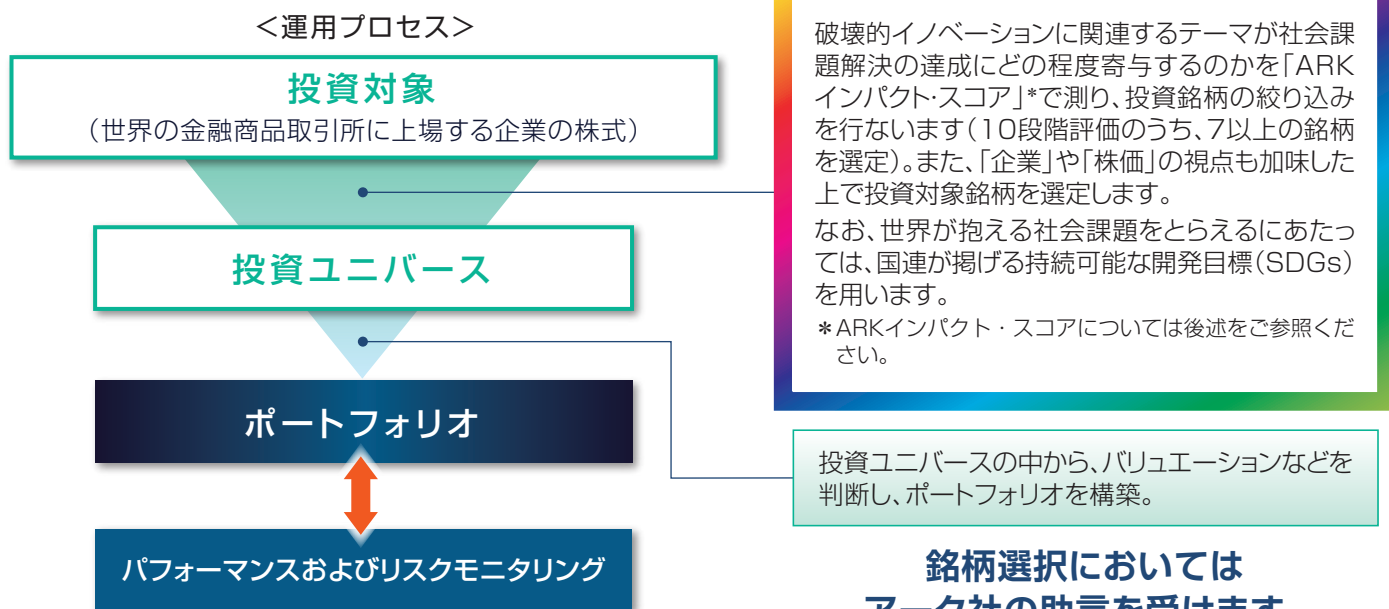 ＜運用プロセス＞
投資対象
（世界の金融商品取引所に上場する企業の株式）
投資ユニバース
ポートフォリオ
パフォーマンスおよびリスクモニタリング
破壊的イノベーションに関連するテーマが社会課
題解決の達成にどの程度寄与するのかを「ARK
インパクト・スコア」*で測り、投資銘柄の絞り込み
を行ないます（10段階評価のうち、7以上の銘柄
を選定）。また、「企業」や「株価」の視点も加味した
上で投資対象銘柄を選定します。
なお、世界が抱える社会課題をとらえるにあたっ
ては、国連が掲げる持続可能な開発目標（SDGs）
を用います。
＊ARKインパクト・スコアについては後述をご参照くだ
さい。
投資ユニバースの中から、バリュエーションなどを
判断し、ポートフォリオを構築。
銘柄選択においては
アーク社の助言を受けます